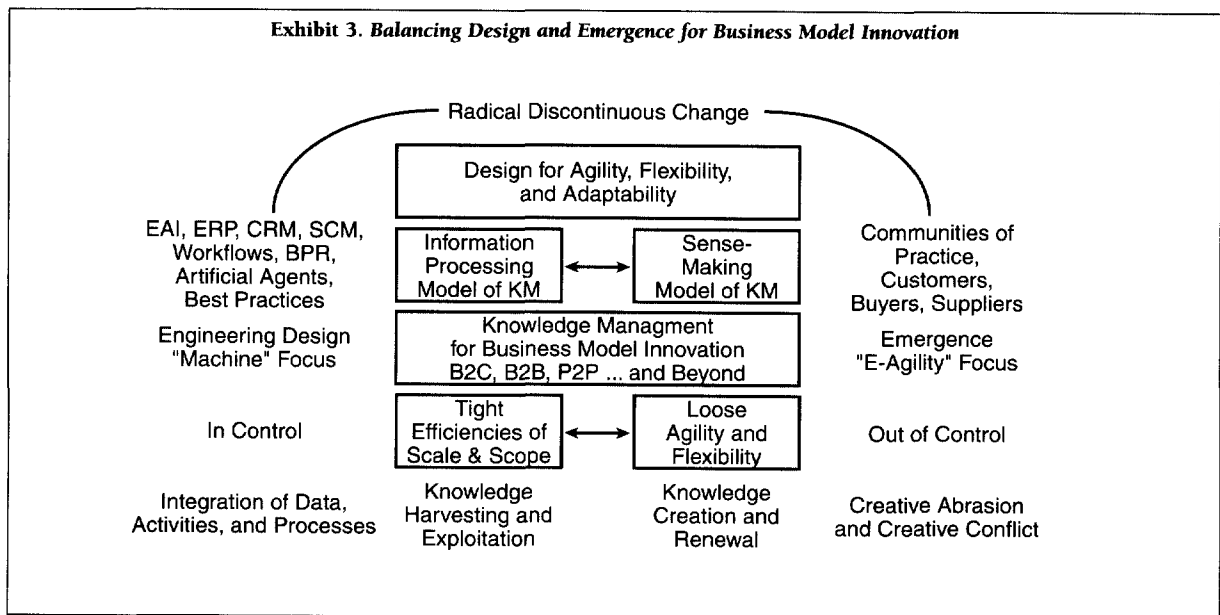 Exhibit 3. Balancing Design and Emergence for Business Model Innovation
Radical Discontinuous Change
Design for Agility, Flexibility,
and Adaptability
EAI, ERP, CRM, SCM,
Workflows, BPR,
Artificial Agents,
Best Practices
Information
Processing
Model of KM
Sense-
Making
Model of KM
Communities of
Practice,
Customers,
Buyers, Suppliers
Engineering Design
"Machine" Focus
Knowledge Managment
for Business Model Innovation
B2C, B2B, P2P ... and Beyond
Emergence
"E-Agility" Focus
In Control
Tight
Efficiencies of
Scale & Scope
Loose
Agility and
Flexibility
Out of Control
Integration of Data,
Activities, and Processes
Knowledge
Harvesting and
Exploitation
Knowledge
Creation and
Renewal
Creative Abrasion
and Creative Conflict